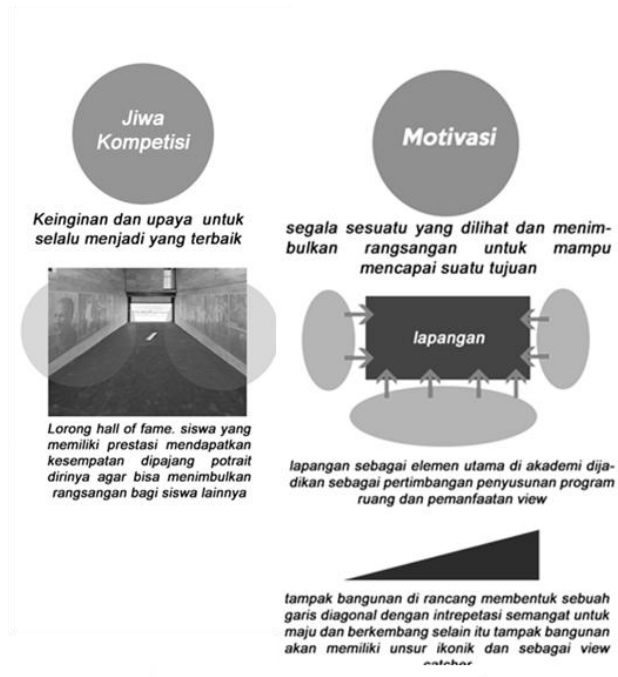 Jiwa
Kompetisi
Keinginan dan upaya untuk
selalu menjadi yang terbaik
Lorong hall of fame. siswa yang
memiliki prestasi mendapatkan
kesempatan dipajang potrait
dirinya agar bisa menimbulkan
rangsangan bagi siswa lainnya
Motivasi
segala sesuatu yang dilihat dan menim-
bulkan rangsangan untuk mampu
mencapai suatu tujuan
lapangan
lapangan sebagai elemen utama di akademi dija-
dikan sebagai pertimbangan penyusunan program
ruang dan pemanfaatan view
tampak bangunan di rancang membentuk sebuah
garis diagonal dengan intrepetasi semangat untuk
maju dan berkembang selain itu tampak bangunan
akan memiliki unsur ikonik dan sebagai view
catcher